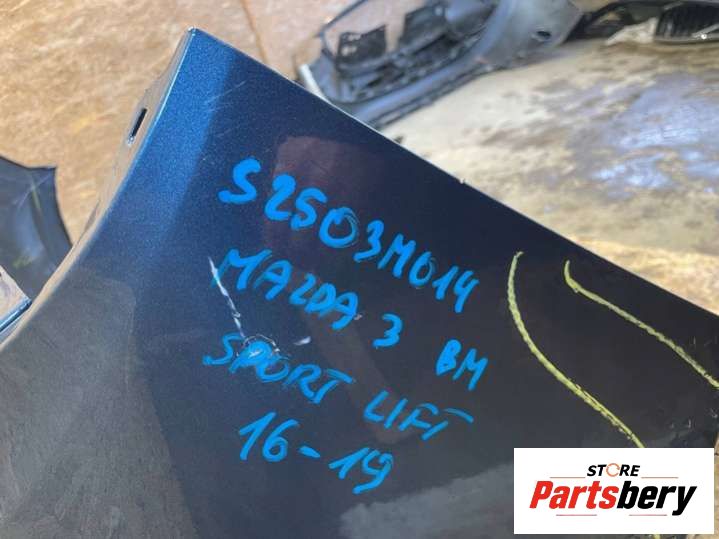 S2503M014
MAZDA 3 BM
SPORT LIFT
16-19
STORE
Partsbery